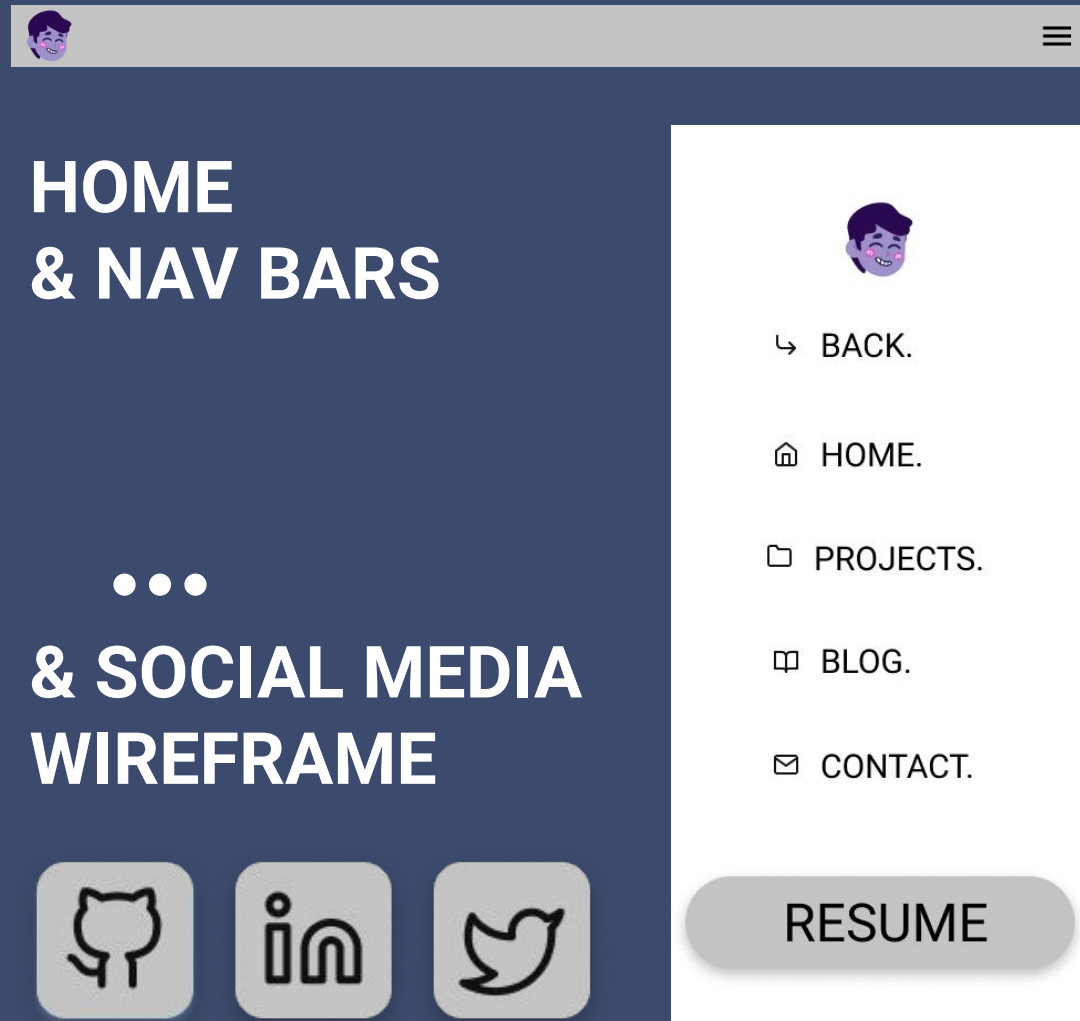 HOME
& NAV BARS
...
& SOCIAL MEDIA
WIREFRAME
BACK.
HOME.
PROJECTS.
BLOG.
CONTACT.
RESUME